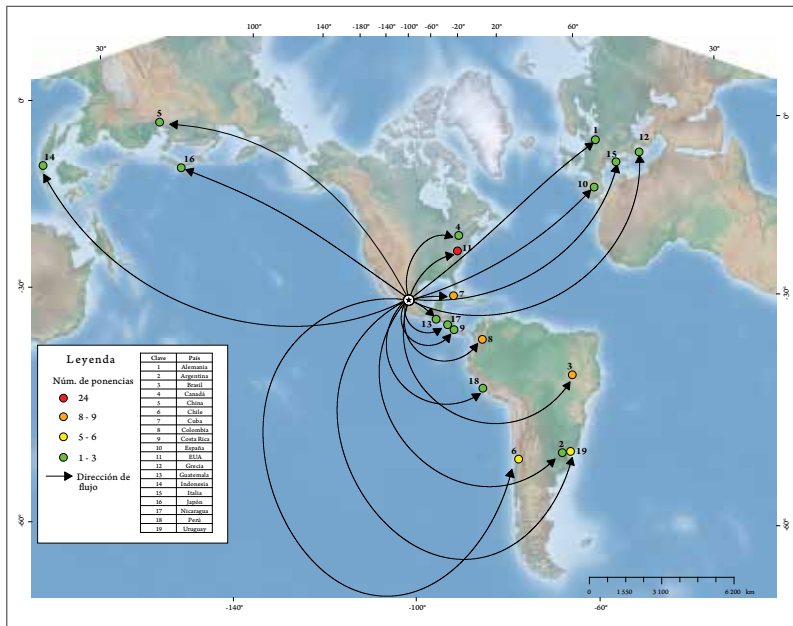 100° 140° -180° -140° -100° -60° -20° 20° 60°
30° 30°
0° 0°
-30° -30°
-60° -60°
-140° -100° -60°
5
14
16
1
12
15
10
4
11
7
13
17
9
8
18
3
6
2
19
Leyenda
Núm. de ponencias
24
8 - 9
5 - 6
1 - 3
Dirección de
flujo
Clave País
1 Alemania
2 Argentina
3 Brasil
4 Canadá
5 China
6 Chile
7 Cuba
8 Colombia
9 Costa Rica
10 España
11 EUA
12 Grecia
13 Guatemala
14 Indonesia
15 Italia
16 Japón
17 Nicaragua
18 Perú
19 Uruguay
0 1 550 3 100 6 200 km